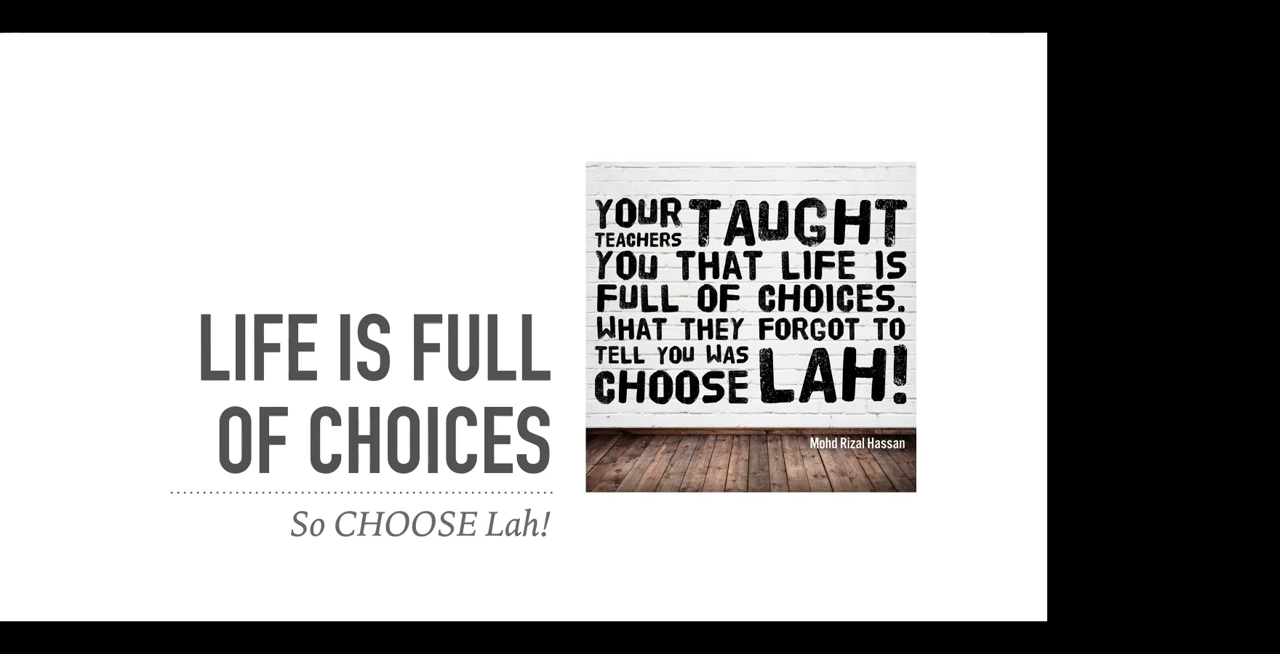 LIFE IS FULL
OF CHOICES
So CHOOSE Lah!
YOUR
TEACHERS
TAUGHT
YOU THAT LIFE IS
FULL OF CHOICES.
WHAT THEY FORGOT TO
TELL YOU WAS
CHOOSE
LAH!
Mohd Rizal Hassan